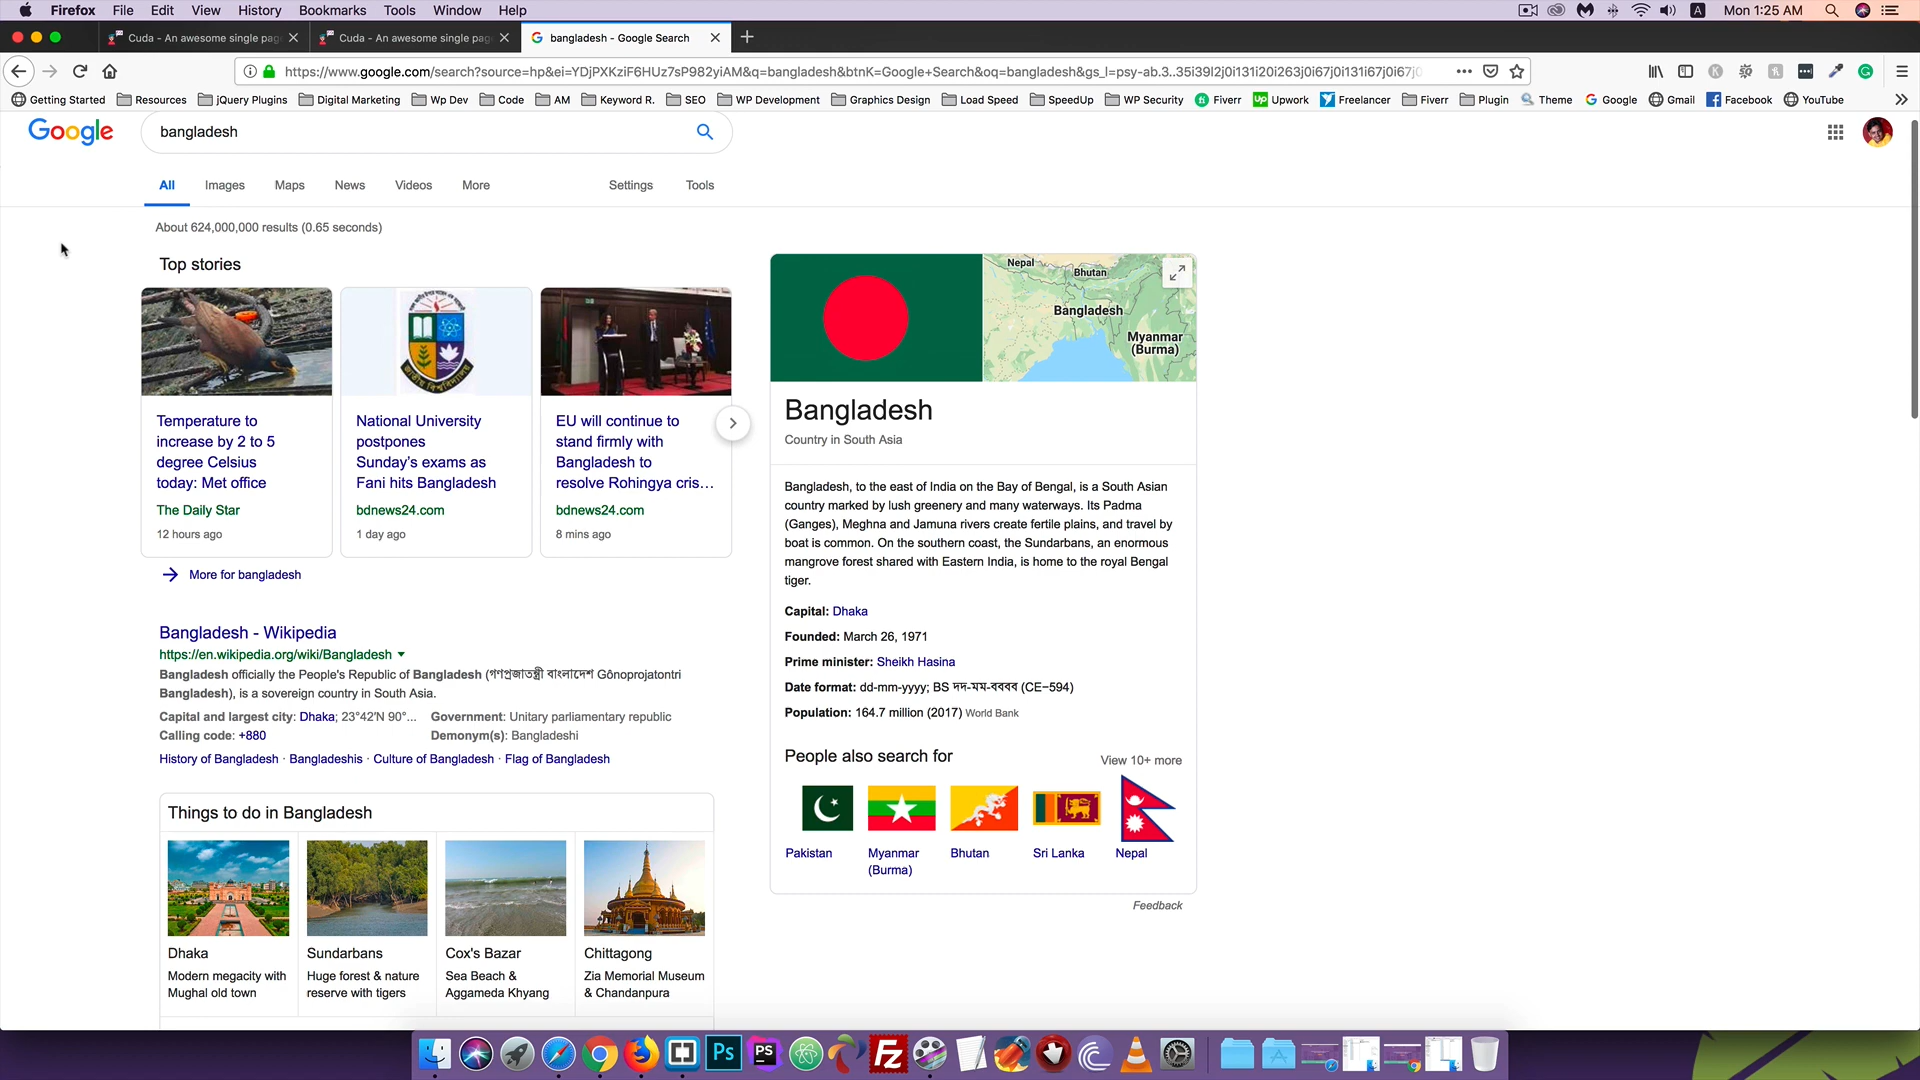 Firefox File Edit View History Bookmarks Tools Window Help
A Mon 1:25 AM
Cuda - An awesome single pag
Cuda - An awesome single pag
bangladesh - Google Search
https://www.google.com/search?source=hp&ei=YDjPXKziF6HUz7sP982yiAM&q=bangladesh&btnK=Google+Search&oq=bangladesh&gs_l=psy-ab.3..35i39l2j0i131i20i263j0i67j0i131i67j0i67j0
Getting Started Resources jQuery Plugins Digital Marketing Wp Dev Code AM Keyword R. SEO WP Development Graphics Design Load Speed SpeedUp WP Security Fiverr Upwork Freelancer Fiverr Plugin Theme Google Gmail Facebook YouTube
Google bangladesh
All Images Maps News Videos More Settings Tools
About 624,000,000 results (0.65 seconds)
Top stories
Temperature to
increase by 2 to 5
degree Celsius
today: Met office
The Daily Star
12 hours ago
National University
postpones
Sunday's exams as
Fani hits Bangladesh
bdnews24.com
1 day ago
EU will continue to
stand firmly with
Bangladesh to
resolve Rohingya cris…
bdnews24.com
8 mins ago
More for bangladesh
Bangladesh - Wikipedia
https://en.wikipedia.org/wiki/Bangladesh
Bangladesh officially the People's Republic of Bangladesh (গণপ্রজাতন্ত্রী বাংলাদেশ Gônoprojatontri
Bangladesh), is a sovereign country in South Asia.
Capital and largest city: Dhaka; 23°42′N 90°... Government: Unitary parliamentary republic
Calling code: +880 Demonym(s): Bangladeshi
History of Bangladesh · Bangladeshis · Culture of Bangladesh · Flag of Bangladesh
Things to do in Bangladesh
Dhaka
Modern megacity with
Mughal old town
Sundarbans
Huge forest & nature
reserve with tigers
Cox's Bazar
Sea Beach &
Aggameda Khyang
Chittagong
Zia Memorial Museum
& Chandanpura
Nepal
Bhutan
Bangladesh
Myanmar
(Burma)
Bangladesh
Country in South Asia
Bangladesh, to the east of India on the Bay of Bengal, is a South Asian
country marked by lush greenery and many waterways. Its Padma
(Ganges), Meghna and Jamuna rivers create fertile plains, and travel by
boat is common. On the southern coast, the Sundarbans, an enormous
mangrove forest shared with Eastern India, is home to the royal Bengal
tiger.
Capital: Dhaka
Founded: March 26, 1971
Prime minister: Sheikh Hasina
Date format: dd-mm-yyyy; BS দদ-মম-বববব (CE−594)
Population: 164.7 million (2017) World Bank
People also search for
View 10+ more
Pakistan
Myanmar
(Burma)
Bhutan
Sri Lanka
Nepal
Feedback
Ps
PS
FZ